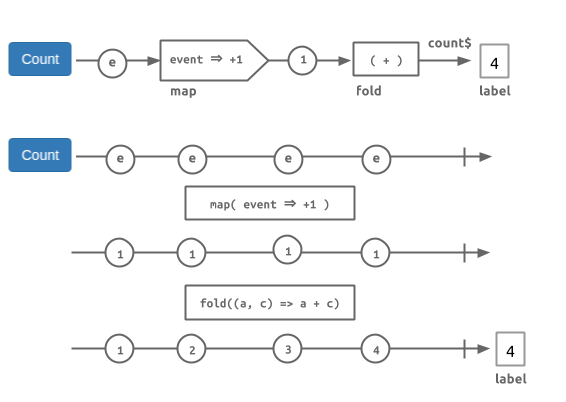 count$
Count e event ⇒ +1 1 ( + ) 4
map fold label
Count e e e e
map( event ⇒ +1 )
1 1 1 1
fold((a, c) => a + c)
1 2 3 4 4
label